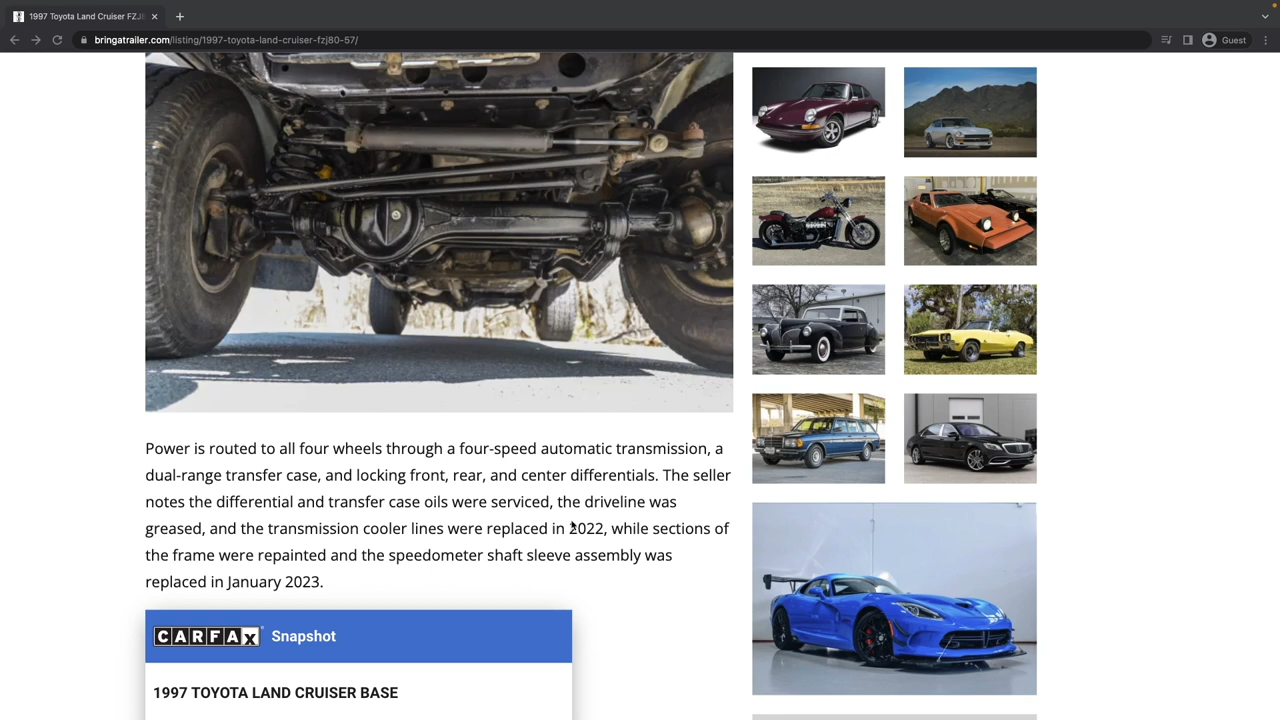 1997 Toyota Land Cruiser FZJ
Guest
bringatrailer.com/listing/1997-toyota-land-cruiser-fzj80-57/
Power is routed to all four wheels through a four-speed automatic transmission, a
dual-range transfer case, and locking front, rear, and center differentials. The seller
notes the differential and transfer case oils were serviced, the driveline was
greased, and the transmission cooler lines were replaced in 2022, while sections of
the frame were repainted and the speedometer shaft sleeve assembly was
replaced in January 2023.
CARFAX Snapshot
1997 TOYOTA LAND CRUISER BASE